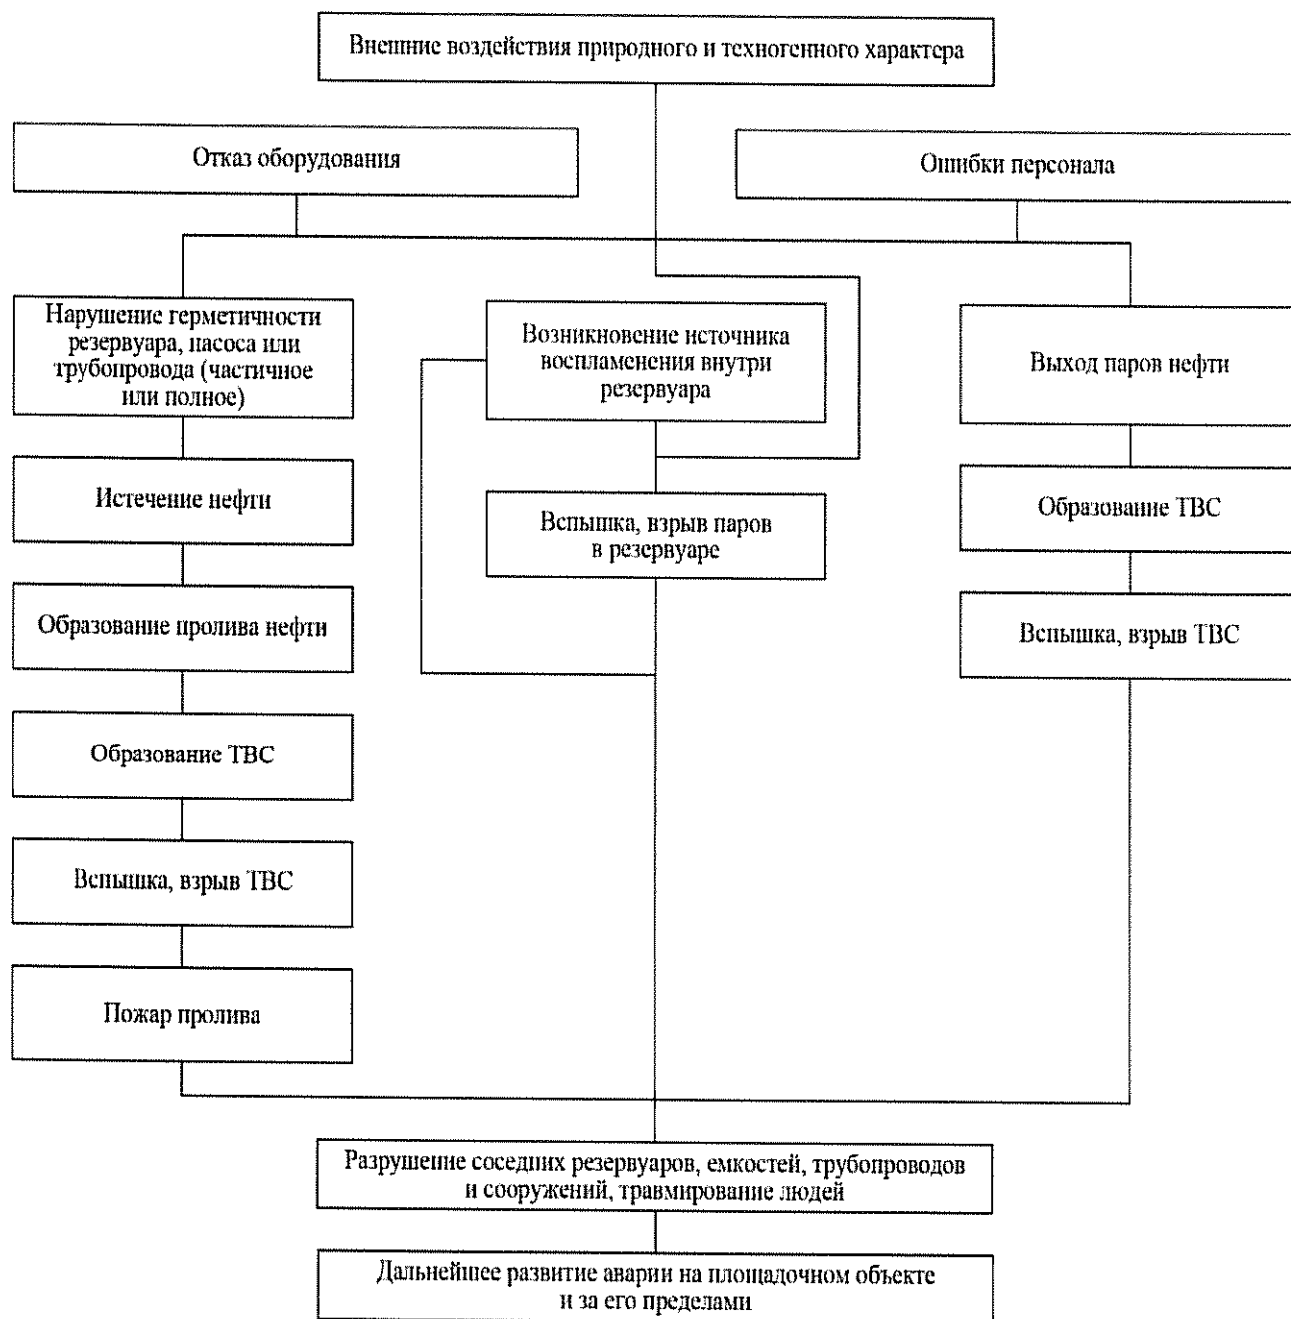 Внешние воздействия природного и техногенного характера
Отказ оборудования
Ошибки персонала
Нарушение герметичности
резервуара, насоса или
трубопровода (частичное
или полное)
Возникновение источника
воспламенения внутри
резервуара
Выход паров нефти
Истечение нефти
Вспышка, взрыв паров
в резервуаре
Образование ТВС
Образование пролива нефти
Вспышка, взрыв ТВС
Образование ТВС
Вспышка, взрыв ТВС
Пожар пролива
Разрушение соседних резервуаров, емкостей, трубопроводов
и сооружений, травмирование людей
Дальнейшее развитие аварии на площадочном объекте
и за его пределами